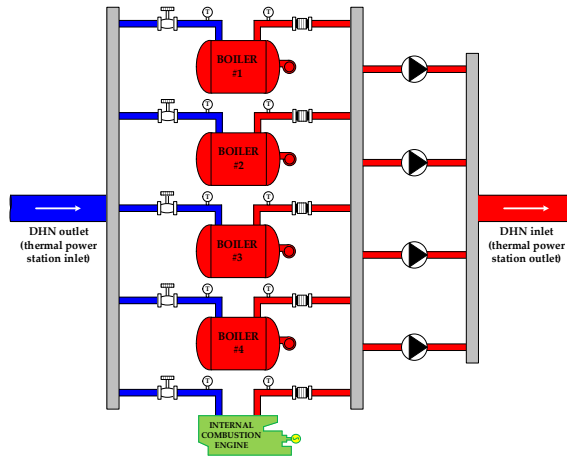 T
T
BOILER
#1
T
T
BOILER
#2
T
T
BOILER
#3
DHN outlet
(thermal power
station inlet)
DHN inlet
(thermal power
station outlet)
T
T
BOILER
#4
T
T
INTERNAL
COMBUSTION
ENGINE